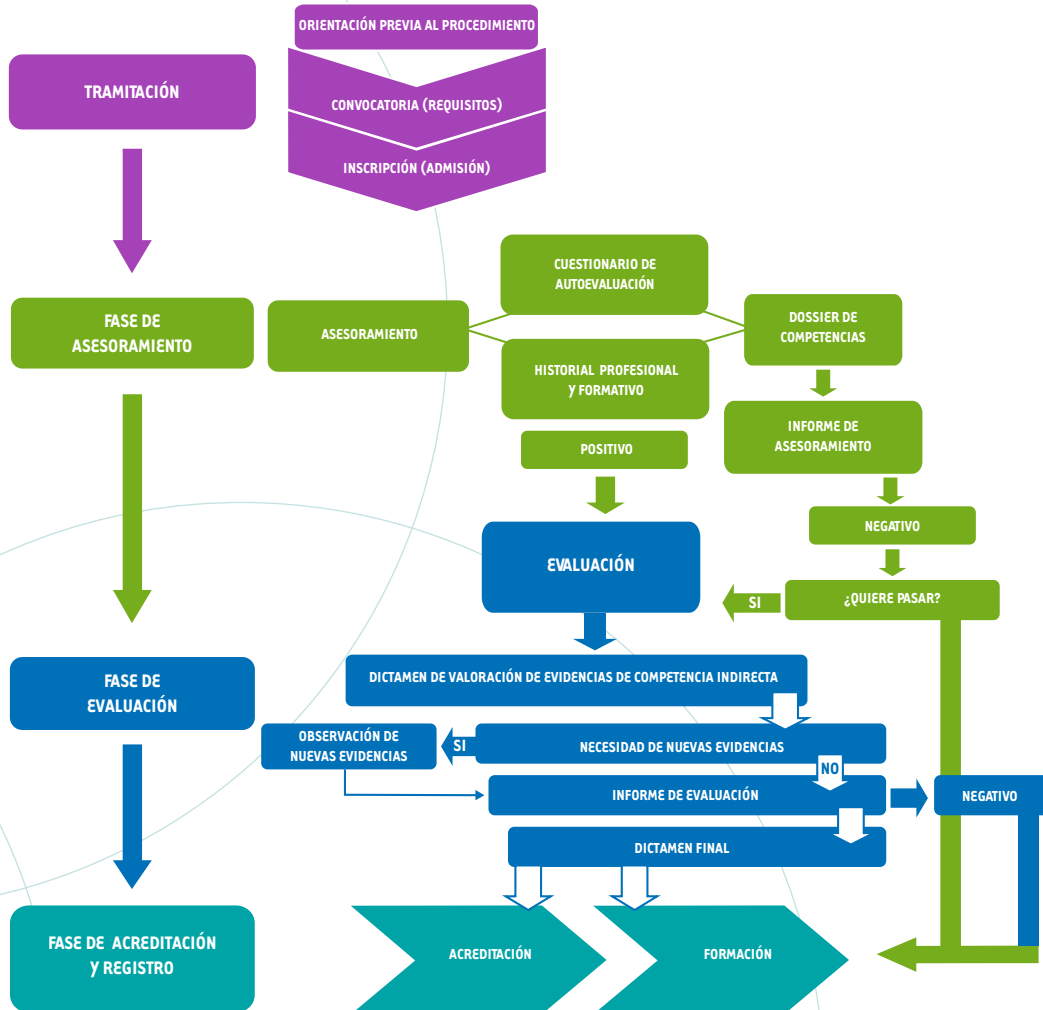 ORIENTACIÓN PREVIA AL PROCEDIMIENTO
TRAMITACIÓN
CONVOCATORIA (REQUISITOS)
INSCRIPCIÓN (ADMISIÓN)
FASE DE
ASESORAMIENTO
ASESORAMIENTO
CUESTIONARIO DE
AUTOEVALUACIÓN
HISTORIAL PROFESIONAL
Y FORMATIVO
DOSSIER DE
COMPETENCIAS
INFORME DE
ASESORAMIENTO
POSITIVO
NEGATIVO
¿QUIERE PASAR?
SI
EVALUACIÓN
FASE DE
EVALUACIÓN
DICTAMEN DE VALORACIÓN DE EVIDENCIAS DE COMPETENCIA INDIRECTA
OBSERVACIÓN DE
NUEVAS EVIDENCIAS
SI
NECESIDAD DE NUEVAS EVIDENCIAS
NO
INFORME DE EVALUACIÓN
NEGATIVO
DICTAMEN FINAL
FASE DE ACREDITACIÓN
Y REGISTRO
ACREDITACIÓN
FORMACIÓN